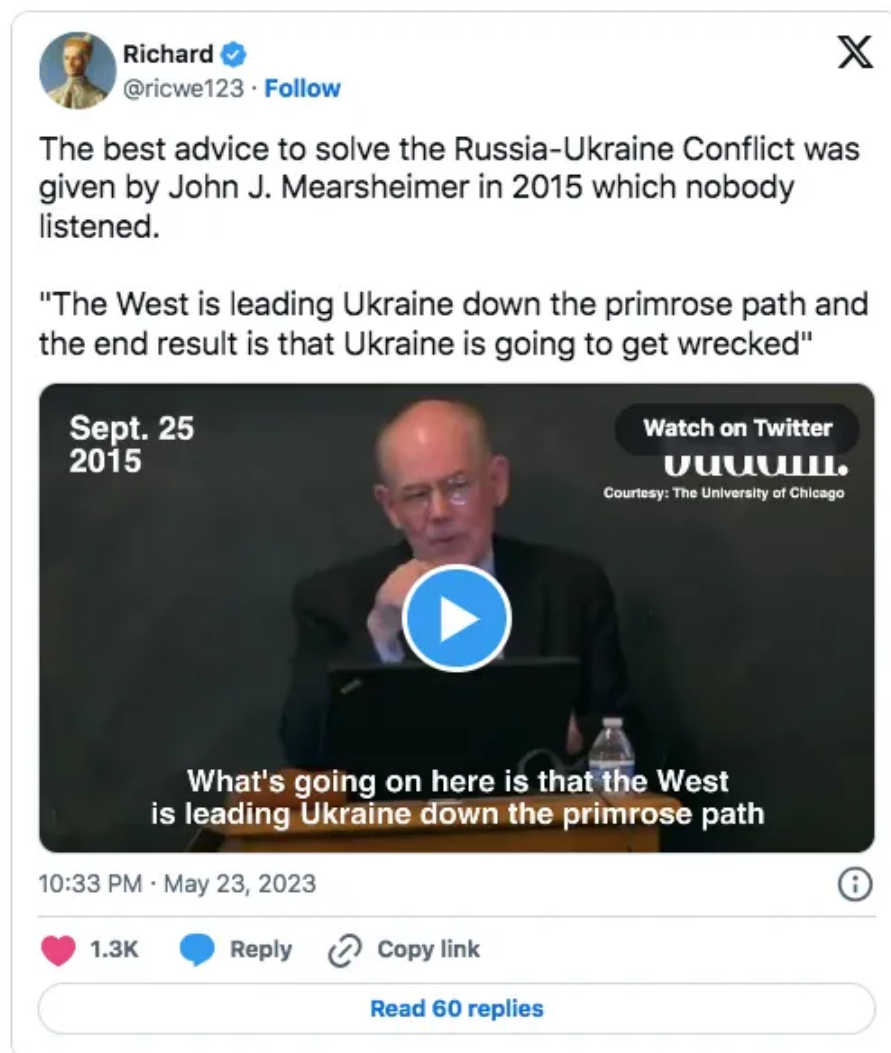 Richard
@ricwe123 · Follow
X
The best advice to solve the Russia-Ukraine Conflict was
given by John J. Mearsheimer in 2015 which nobody
listened.
"The West is leading Ukraine down the primrose path and
the end result is that Ukraine is going to get wrecked"
Sept. 25
2015
Watch on Twitter
Courtesy: The University of Chicago
What's going on here is that the West
is leading Ukraine down the primrose path
10:33 PM · May 23, 2023
1.3K Reply Copy link
Read 60 replies